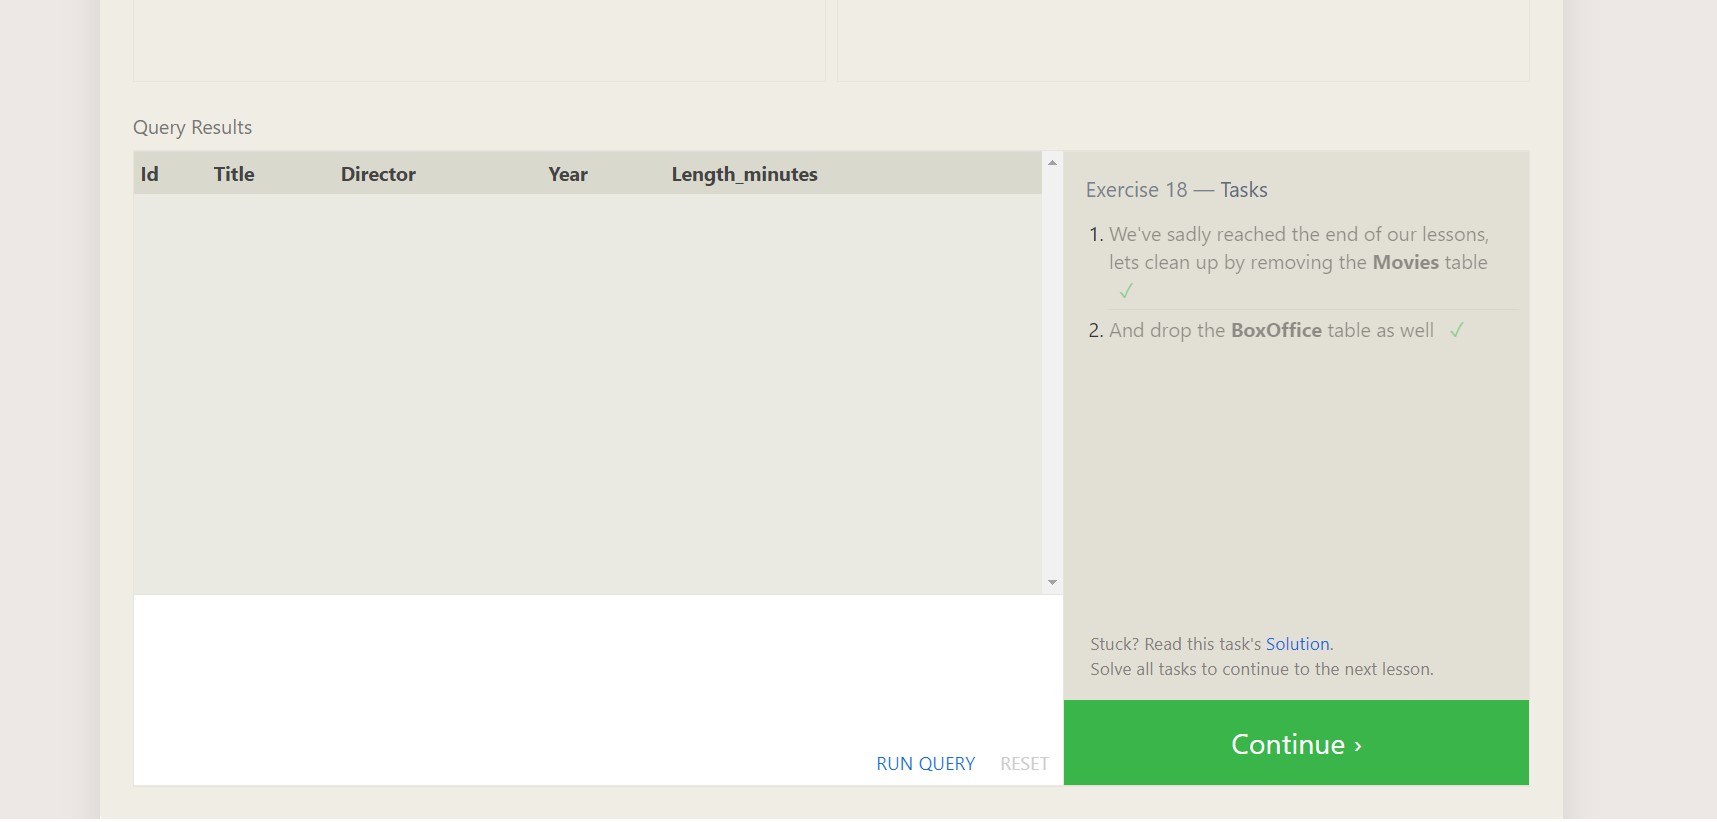 Query Results
Id Title Director Year Length_minutes
Exercise 18 — Tasks
1. We've sadly reached the end of our lessons,
lets clean up by removing the Movies table
✓
2. And drop the BoxOffice table as well ✓
Stuck? Read this task's Solution.
Solve all tasks to continue to the next lesson.
RUN QUERY RESET
Continue ›